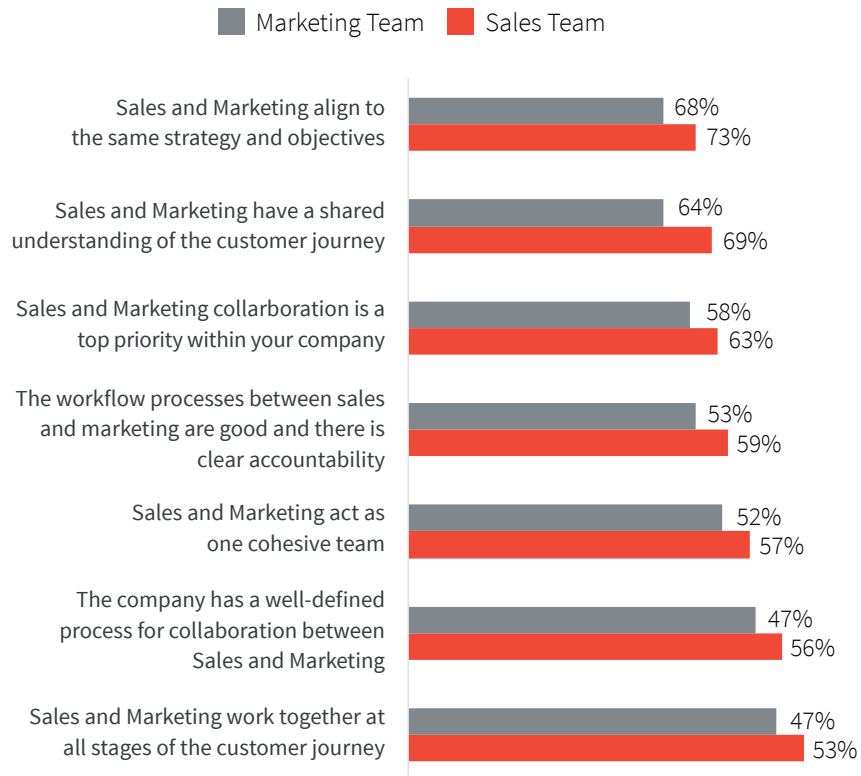 Marketing Team Sales Team
Sales and Marketing align to
the same strategy and objectives
68%
73%
Sales and Marketing have a shared
understanding of the customer journey
64%
69%
Sales and Marketing collarboration is a
top priority within your company
58%
63%
The workflow processes between sales
and marketing are good and there is
clear accountability
53%
59%
Sales and Marketing act as
one cohesive team
52%
57%
The company has a well-defined
process for collaboration between
Sales and Marketing
47%
56%
Sales and Marketing work together at
all stages of the customer journey
47%
53%